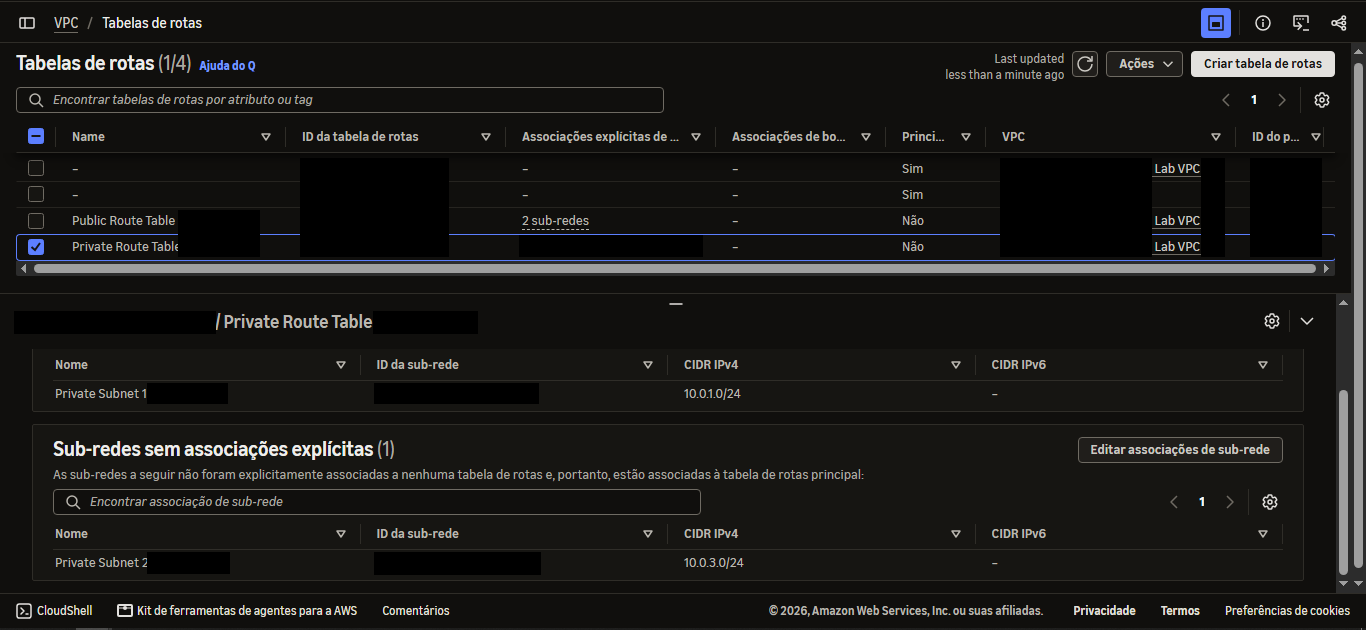 VPC / Tabelas de rotas
Tabelas de rotas (1/4) Ajuda do Q
Last updated
less than a minute ago
Ações
Criar tabela de rotas
Encontrar tabelas de rotas por atributo ou tag
1
Name ID da tabela de rotas Associações explícitas de ... Associações de bo... Princi... VPC ID do p...
– – – Sim Lab VPC
– – – Sim
Public Route Table 2 sub-redes – Não Lab VPC
Private Route Table – Não Lab VPC
/ Private Route Table
Nome ID da sub-rede CIDR IPv4 CIDR IPv6
Private Subnet 1 10.0.1.0/24 –
Sub-redes sem associações explícitas (1)
Editar associações de sub-rede
As sub-redes a seguir não foram explicitamente associadas a nenhuma tabela de rotas e, portanto, estão associadas à tabela de rotas principal:
Encontrar associação de sub-rede
1
Nome ID da sub-rede CIDR IPv4 CIDR IPv6
Private Subnet 2 10.0.3.0/24 –
CloudShell Kit de ferramentas de agentes para a AWS Comentários © 2026, Amazon Web Services, Inc. ou suas afiliadas. Privacidade Termos Preferências de cookies